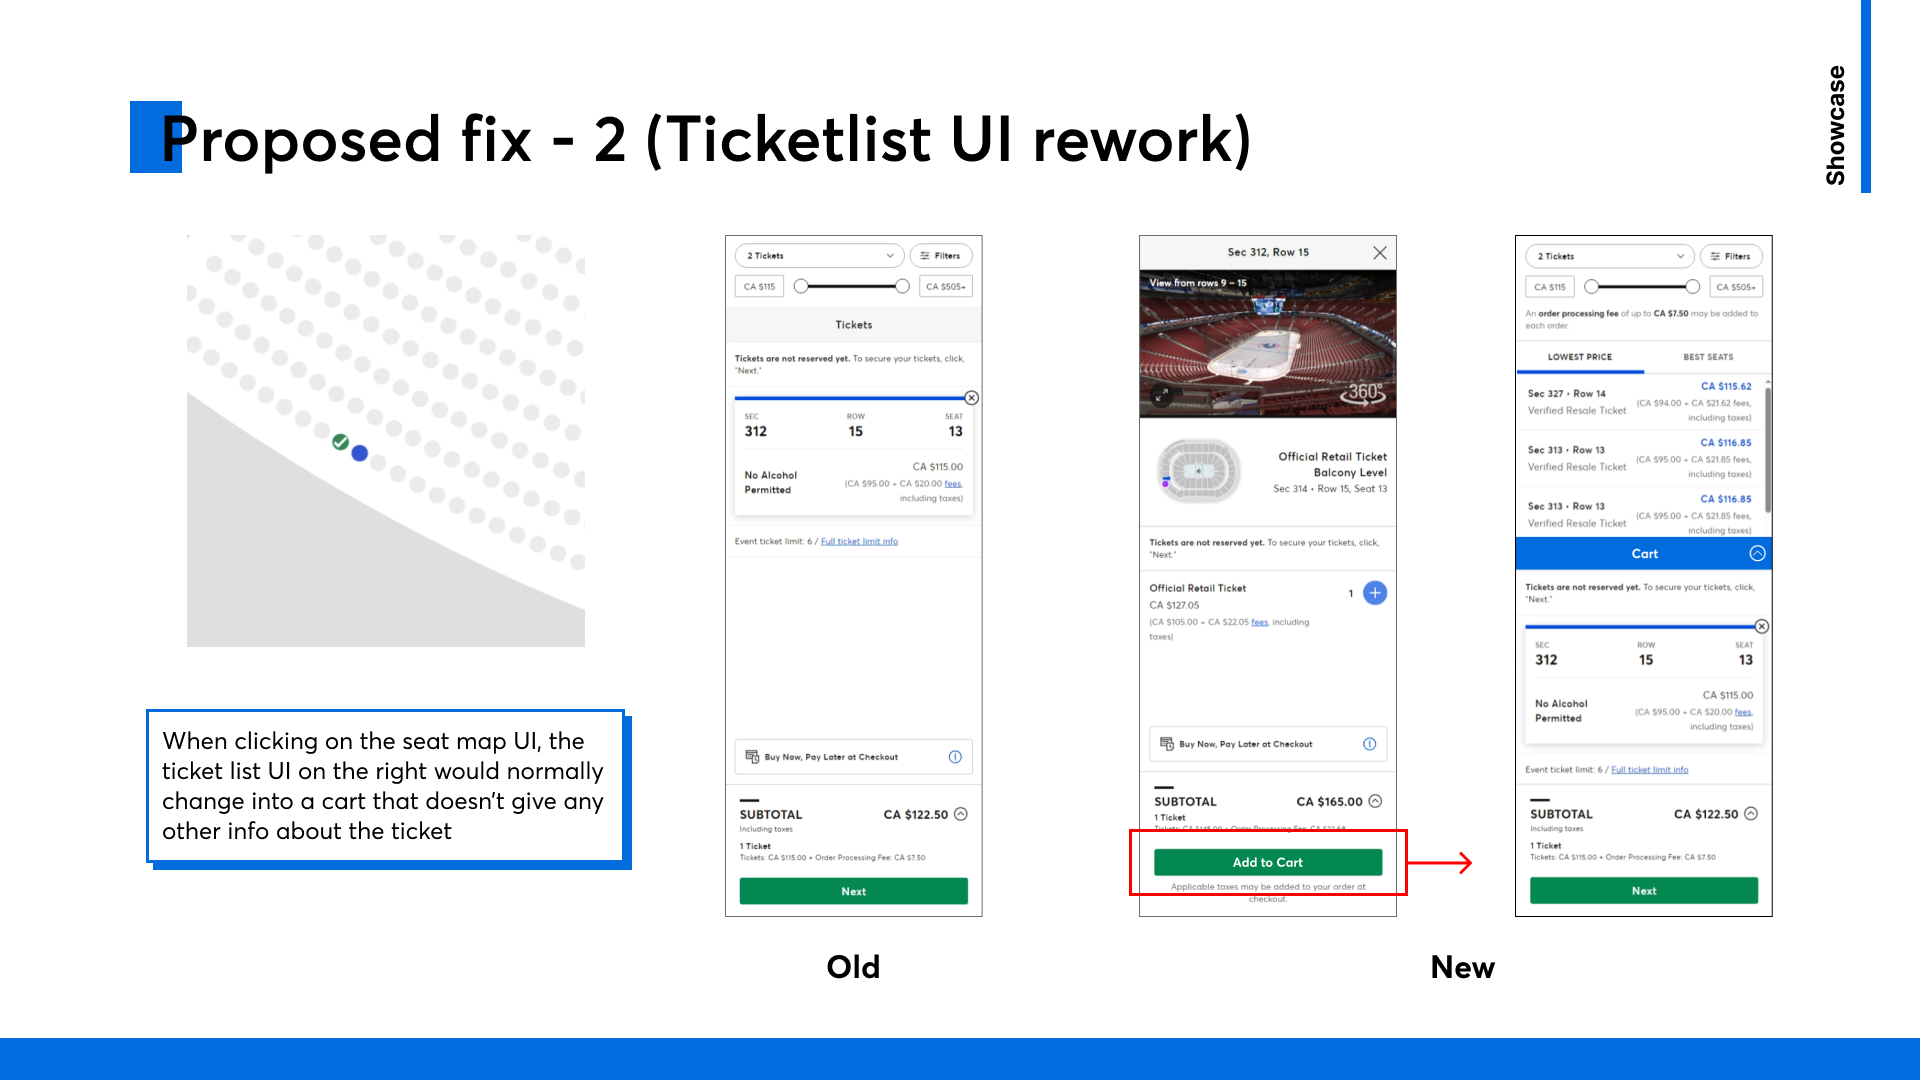 Showcase
Proposed fix - 2 (Ticketlist UI rework)
When clicking on the seat map UI, the
ticket list UI on the right would normally
change into a cart that doesn't give any
other info about the ticket
2 Tickets
Filters
CA $115
CA $505+
Tickets
Tickets are not reserved yet. To secure your tickets, click,
"Next."
SEC ROW SEAT
312 15 13
No Alcohol
Permitted
CA $115.00
(CA $95.00 + CA $20.00 fees,
including taxes)
Event ticket limit: 6 / Full ticket limit info
Buy Now, Pay Later at Checkout
SUBTOTAL CA $122.50
Including taxes
1 Ticket
Tickets: CA $115.00 + Order Processing Fee: CA $7.50
Next
Old
Sec 312, Row 15
View from rows 9 – 15
360°
Official Retail Ticket
Balcony Level
Sec 314 • Row 15, Seat 13
Tickets are not reserved yet. To secure your tickets, click,
"Next."
Official Retail Ticket
1
CA $127.05
(CA $105.00 + CA $22.05 fees, including
taxes)
Buy Now, Pay Later at Checkout
SUBTOTAL CA $165.00
1 Ticket
Add to Cart
Applicable taxes may be added to your order at
checkout.
2 Tickets
Filters
CA $115
CA $505+
An order processing fee of up to CA $7.50 may be added to
each order.
LOWEST PRICE BEST SEATS
Sec 327 • Row 14
Verified Resale Ticket
CA $115.62
(CA $94.00 + CA $21.62 fees,
including taxes)
Sec 313 • Row 13
Verified Resale Ticket
CA $116.85
(CA $95.00 + CA $21.85 fees,
including taxes)
Sec 313 • Row 13
Verified Resale Ticket
CA $116.85
(CA $95.00 + CA $21.85 fees,
including taxes)
Cart
Tickets are not reserved yet. To secure your tickets, click,
"Next."
SEC ROW SEAT
312 15 13
No Alcohol
Permitted
CA $115.00
(CA $95.00 + CA $20.00 fees,
including taxes)
Event ticket limit: 6 / Full ticket limit info
SUBTOTAL CA $122.50
Including taxes
1 Ticket
Tickets: CA $115.00 + Order Processing Fee: CA $7.50
Next
New